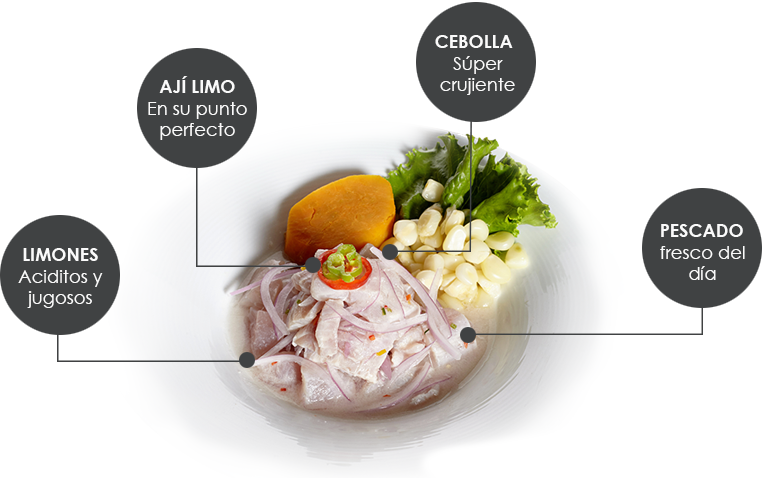 CEBOLLA
Súper
crujiente
AJÍ LIMO
En su punto
perfecto
LIMONES
Aciditos y
jugosos
PESCADO
fresco del
día